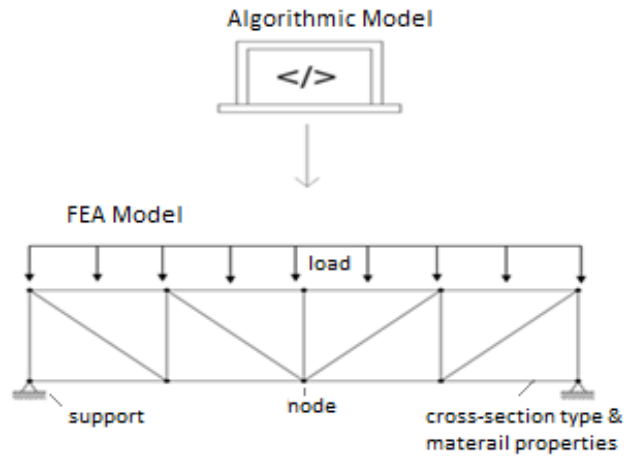 Algorithmic Model
</>
FEA Model
load
support
node
cross-section type &
materail properties